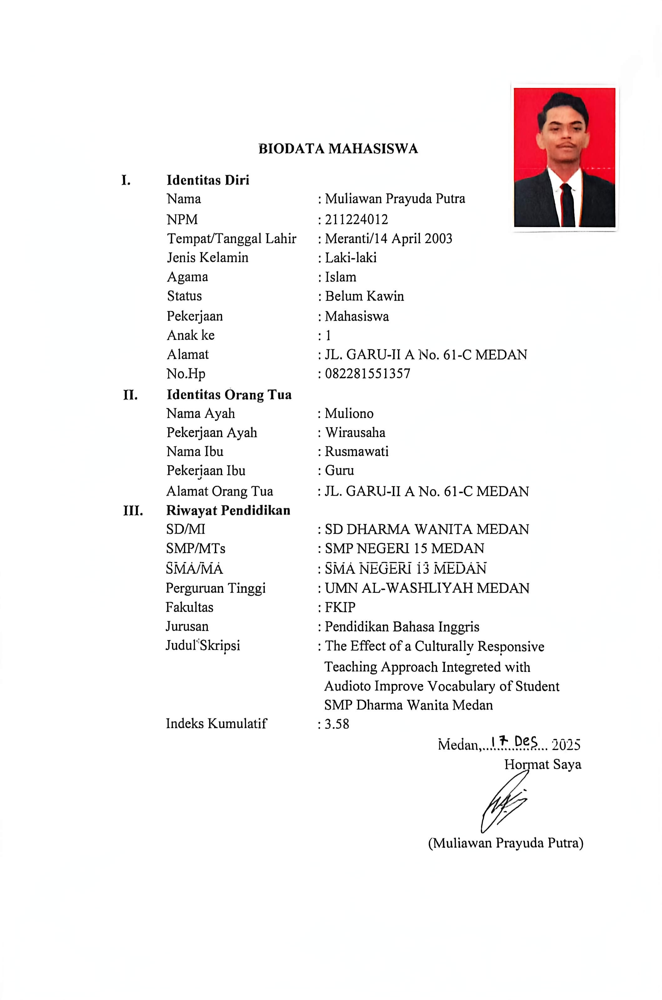 BIODATA MAHASISWA
I. Identitas Diri
Nama : Muliawan Prayuda Putra
NPM : 211224012
Tempat/Tanggal Lahir : Meranti/14 April 2003
Jenis Kelamin : Laki-laki
Agama : Islam
Status : Belum Kawin
Pekerjaan : Mahasiswa
Anak ke : 1
Alamat : JL. GARU-II A No. 61-C MEDAN
No.Hp : 082281551357
II. Identitas Orang Tua
Nama Ayah : Muliono
Pekerjaan Ayah : Wirausaha
Nama Ibu : Rusmawati
Pekerjaan Ibu : Guru
Alamat Orang Tua : JL. GARU-II A No. 61-C MEDAN
III. Riwayat Pendidikan
SD/MI : SD DHARMA WANITA MEDAN
SMP/MTs : SMP NEGERI 15 MEDAN
SMA/MA : SMA NEGERI 13 MEDAN
Perguruan Tinggi : UMN AL-WASHLIYAH MEDAN
Fakultas : FKIP
Jurusan : Pendidikan Bahasa Inggris
Judul Skripsi : The Effect of a Culturally Responsive
Teaching Approach Integreted with
Audioto Improve Vocabulary of Student
SMP Dharma Wanita Medan
Indeks Kumulatif : 3.58
Medan, 17 Des 2025
Hormat Saya
(Muliawan Prayuda Putra)